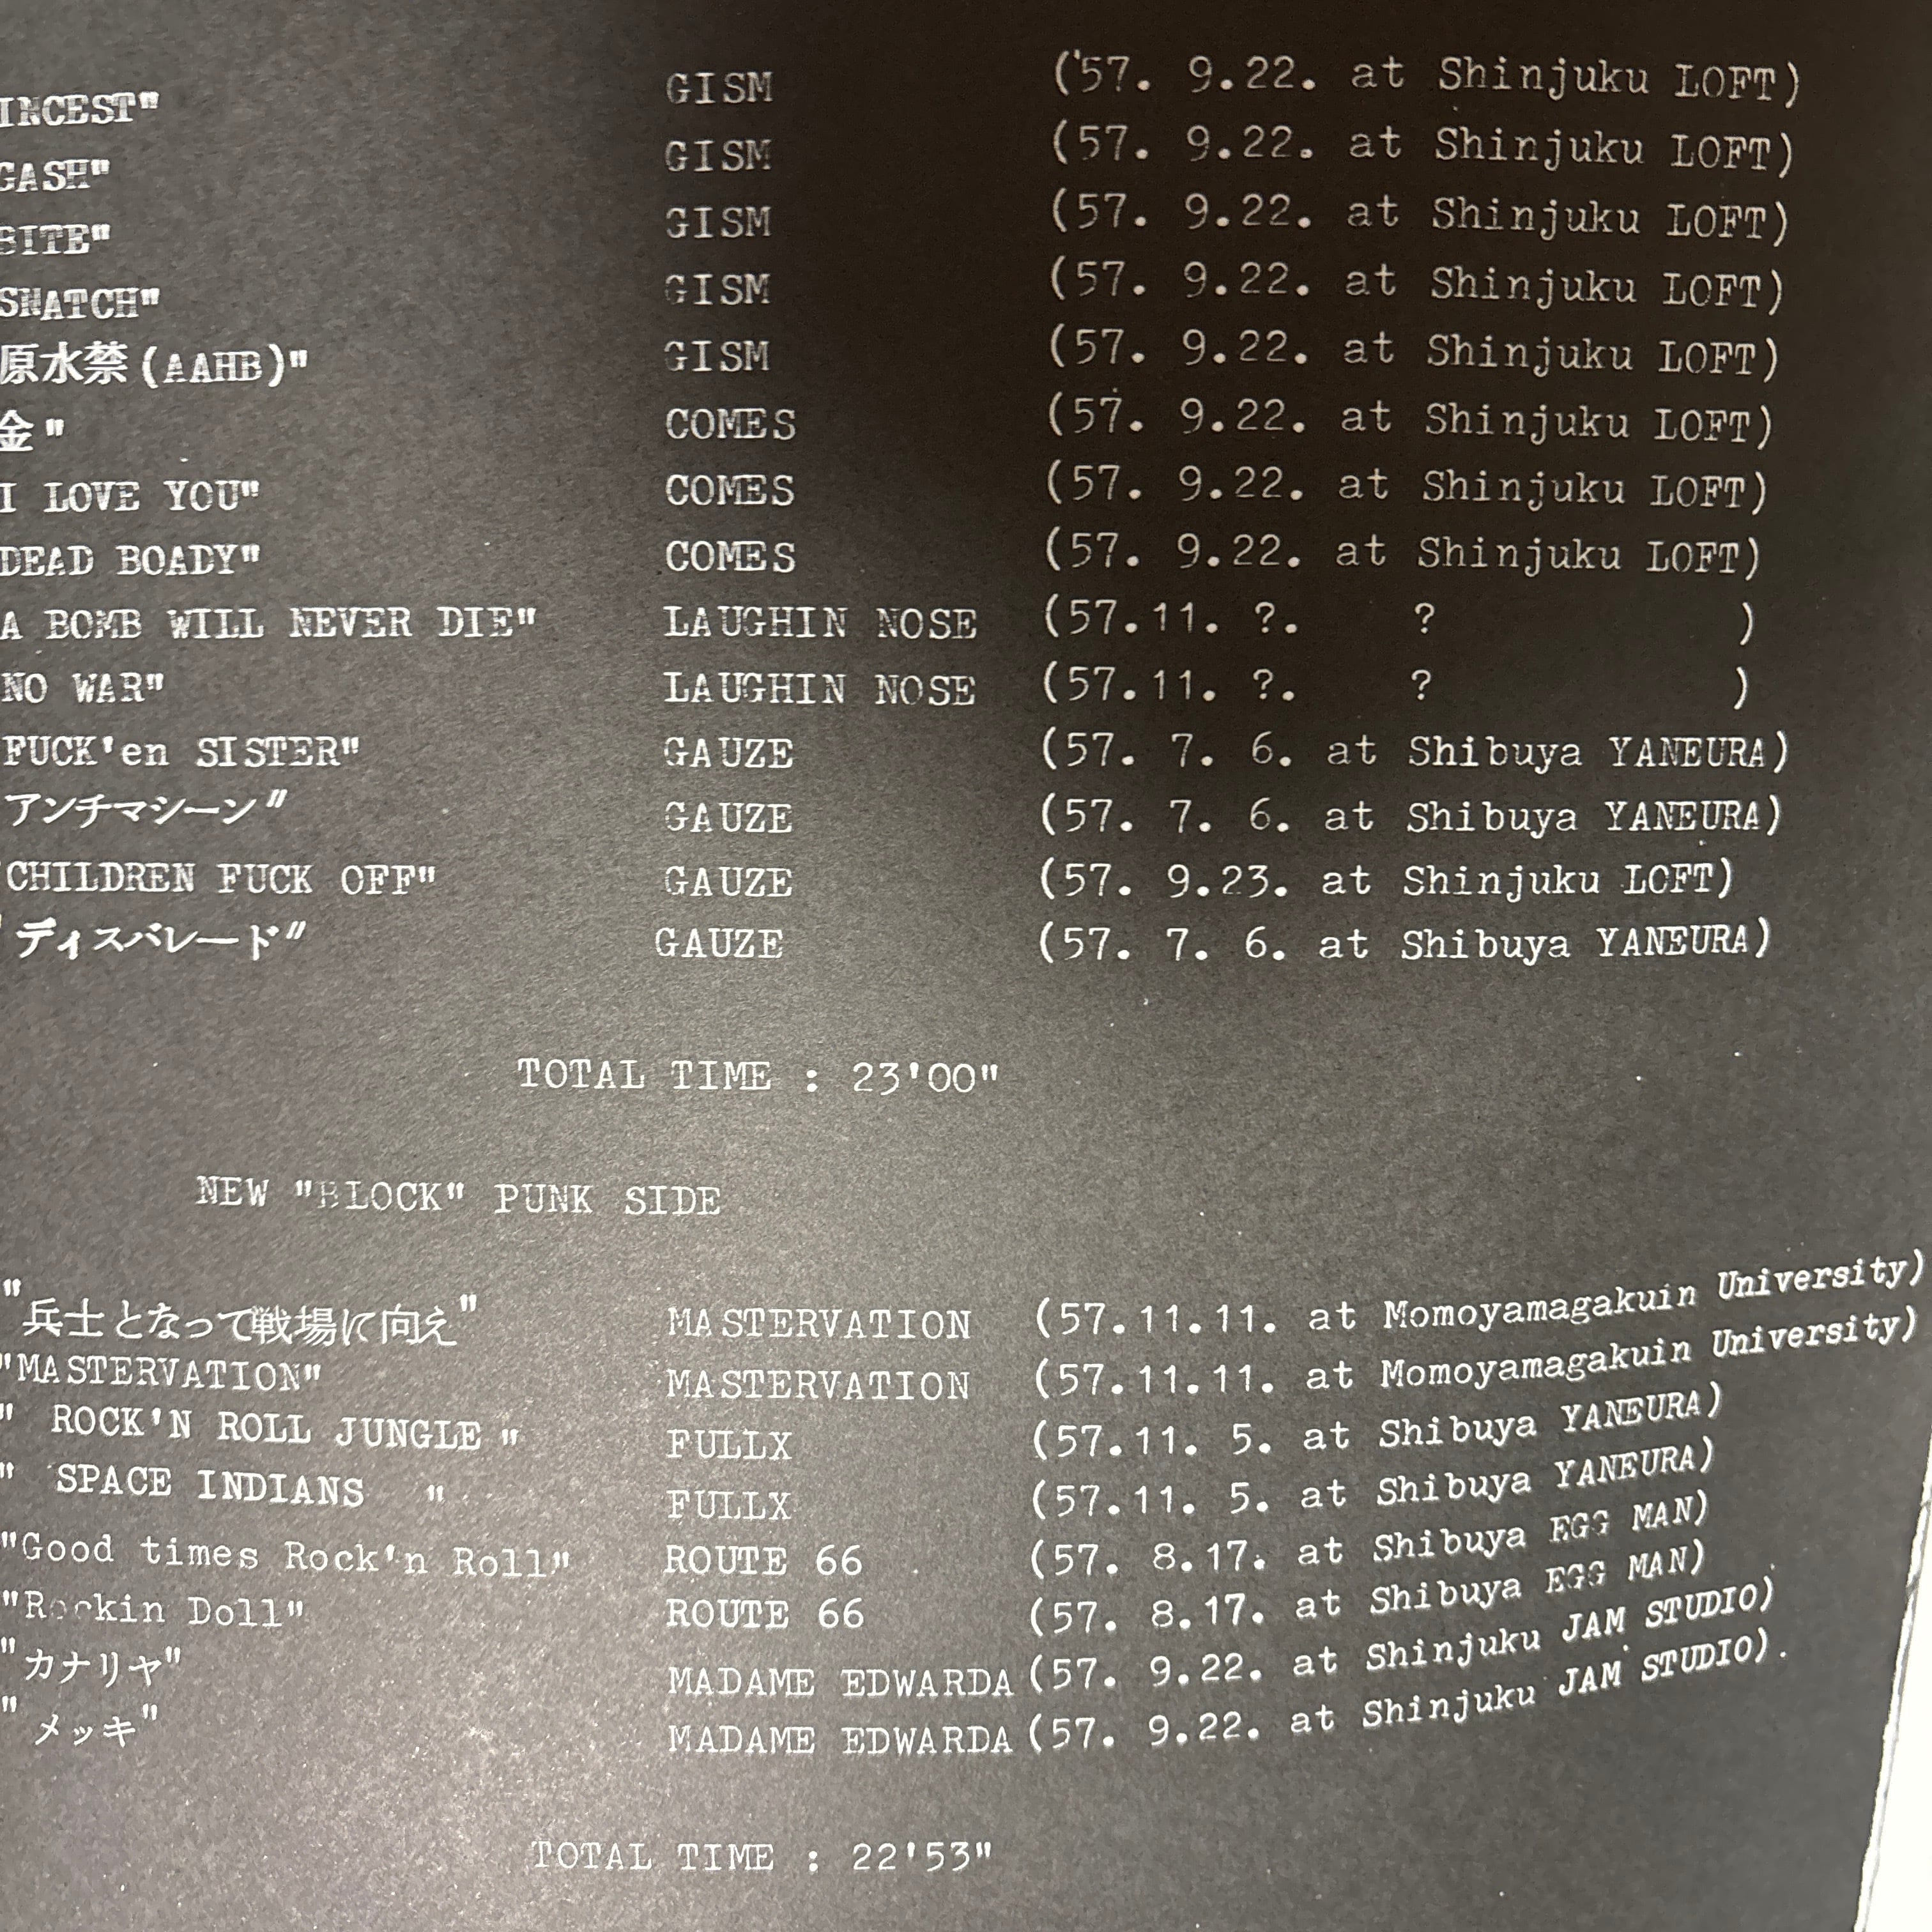 INCEST" GISM ('57. 9.22. at Shinjuku LOFT)
GASH" GISM (57. 9.22. at Shinjuku LOFT)
BITE" GISM (57. 9.22. at Shinjuku LOFT)
SNATCH" GISM (57. 9.22. at Shinjuku LOFT)
原水禁(AAHB)" GISM (57. 9.22. at Shinjuku LOFT)
金" COMES (57. 9.22. at Shinjuku LOFT)
I LOVE YOU" COMES (57. 9.22. at Shinjuku LOFT)
DEAD BOADY" COMES (57. 9.22. at Shinjuku LOFT)
A BOMB WILL NEVER DIE" LAUGHIN NOSE (57.11. ?. ? )
NO WAR" LAUGHIN NOSE (57.11. ?. ? )
FUCK'en SISTER" GAUZE (57. 7. 6. at Shibuya YANEURA)
アンチマシーン" GAUZE (57. 7. 6. at Shibuya YANEURA)
CHILDREN FUCK OFF" GAUZE (57. 9.23. at Shinjuku LOFT)
"ディスバレード" GAUZE (57. 7. 6. at Shibuya YANEURA)
TOTAL TIME : 23'00"
NEW "BLOCK" PUNK SIDE
"兵士となって戦場に向え" MASTERVATION (57.11.11. at Momoyamagakuin University)
"MASTERVATION" MASTERVATION (57.11.11. at Momoyamagakuin University)
" ROCK'N ROLL JUNGLE " FULLX (57.11. 5. at Shibuya YANEURA)
" SPACE INDIANS " FULLX (57.11. 5. at Shibuya YANEURA)
"Good times Rock'n Roll" ROUTE 66 (57. 8.17. at Shibuya EGG MAN)
"Rockin Doll" ROUTE 66 (57. 8.17. at Shibuya EGG MAN)
"カナリヤ" MADAME EDWARDA (57. 9.22. at Shinjuku JAM STUDIO)
"メッキ" MADAME EDWARDA (57. 9.22. at Shinjuku JAM STUDIO).
TOTAL TIME : 22'53"